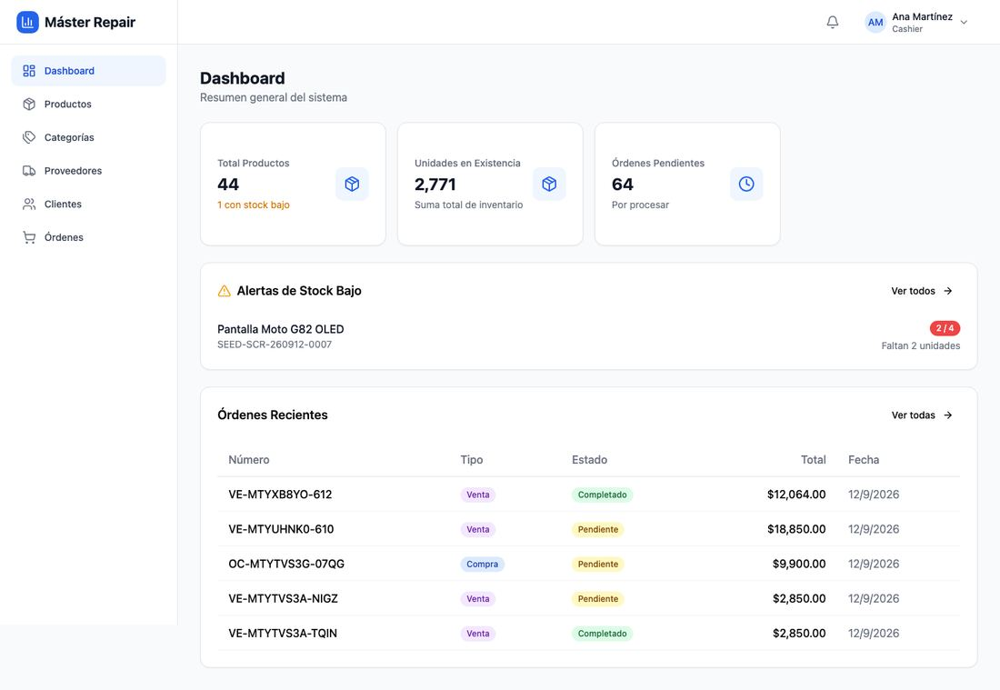 Máster Repair
AM
Ana Martínez
Cashier
Dashboard
Productos
Categorías
Proveedores
Clientes
Órdenes
Dashboard
Resumen general del sistema
Total Productos
44
1 con stock bajo
Unidades en Existencia
2,771
Suma total de inventario
Órdenes Pendientes
64
Por procesar
Alertas de Stock Bajo
Ver todos
Pantalla Moto G82 OLED
SEED-SCR-260912-0007
2 / 4
Faltan 2 unidades
Órdenes Recientes
Ver todas
Número Tipo Estado Total Fecha
VE-MTYXB8YO-612 Venta Completado $12,064.00 12/9/2026
VE-MTYUHNK0-610 Venta Pendiente $18,850.00 12/9/2026
OC-MTYTVS3G-07QG Compra Pendiente $9,900.00 12/9/2026
VE-MTYTVS3A-NIGZ Venta Pendiente $2,850.00 12/9/2026
VE-MTYTVS3A-TQIN Venta Completado $2,850.00 12/9/2026